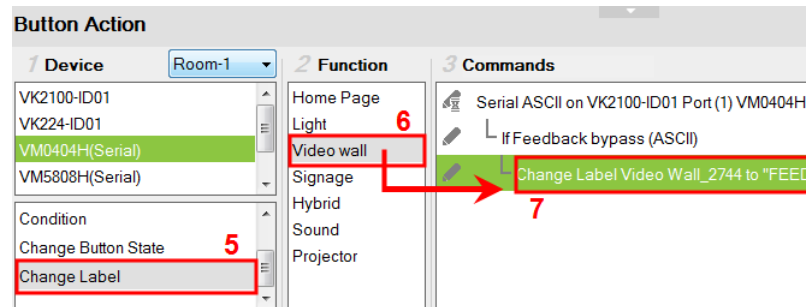 Button Action
1 Device
Room-1
VK2100-ID01
VK224-ID01
VM0404H(Serial)
VM5808H(Serial)
Condition
Change Button State
5
Change Label
2 Function
Home Page
Light
6
Video wall
Signage
Hybrid
Sound
Projector
3 Commands
Serial ASCII on VK2100-ID01 Port (1) VM0404H
If Feedback bypass (ASCII)
Change Label Video Wall_2744 to "FEED
7